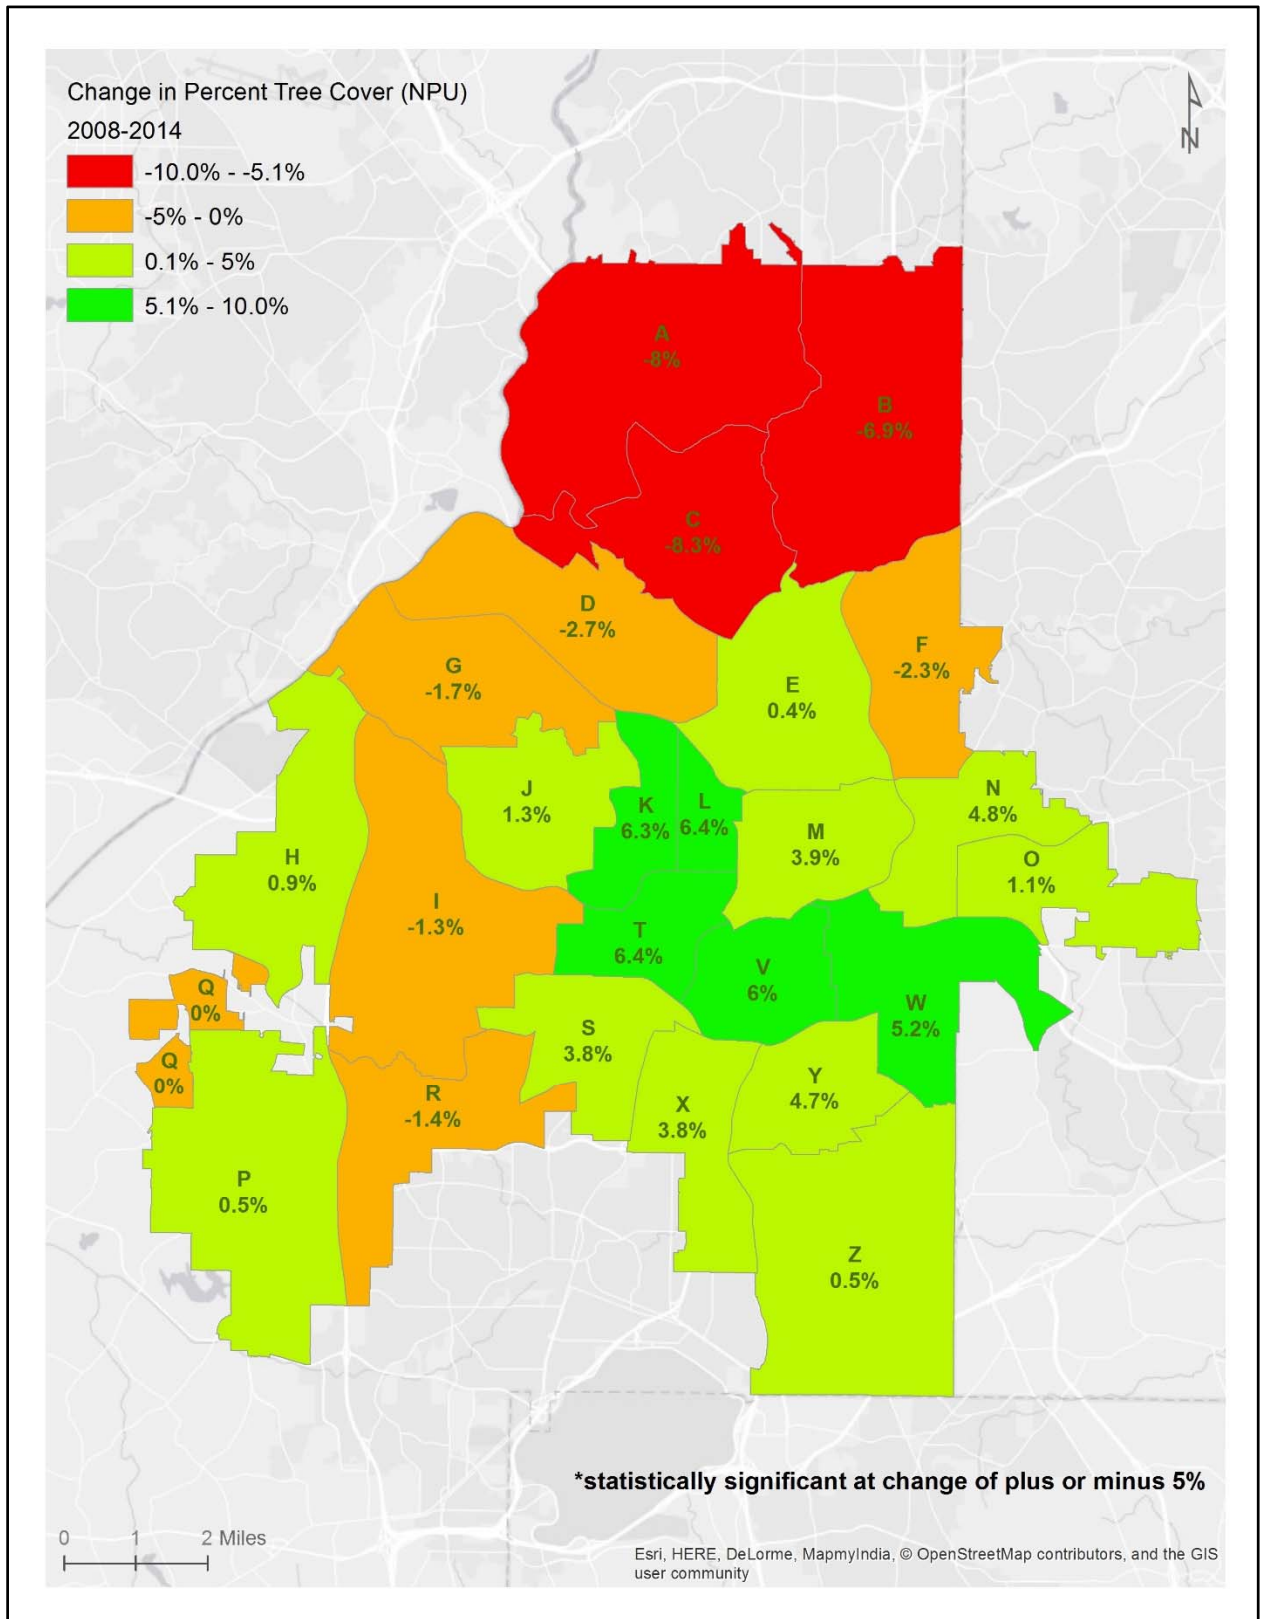 Change in Percent Tree Cover (NPU)
2008-2014
-10.0% - -5.1%
-5% - 0%
0.1% - 5%
5.1% - 10.0%
N
A
-8%
B
-6.9%
C
-8.3%
D
-2.7%
F
-2.3%
G
-1.7%
E
0.4%
J
1.3%
K
6.3%
L
6.4%
M
3.9%
N
4.8%
O
1.1%
H
0.9%
I
-1.3%
T
6.4%
V
6%
Q
0%
W
5.2%
S
3.8%
Q
0%
R
-1.4%
X
3.8%
Y
4.7%
P
0.5%
Z
0.5%
*statistically significant at change of plus or minus 5%
0 1 2 Miles
Esri, HERE, DeLorme, MapmyIndia, © OpenStreetMap contributors, and the GIS
user community